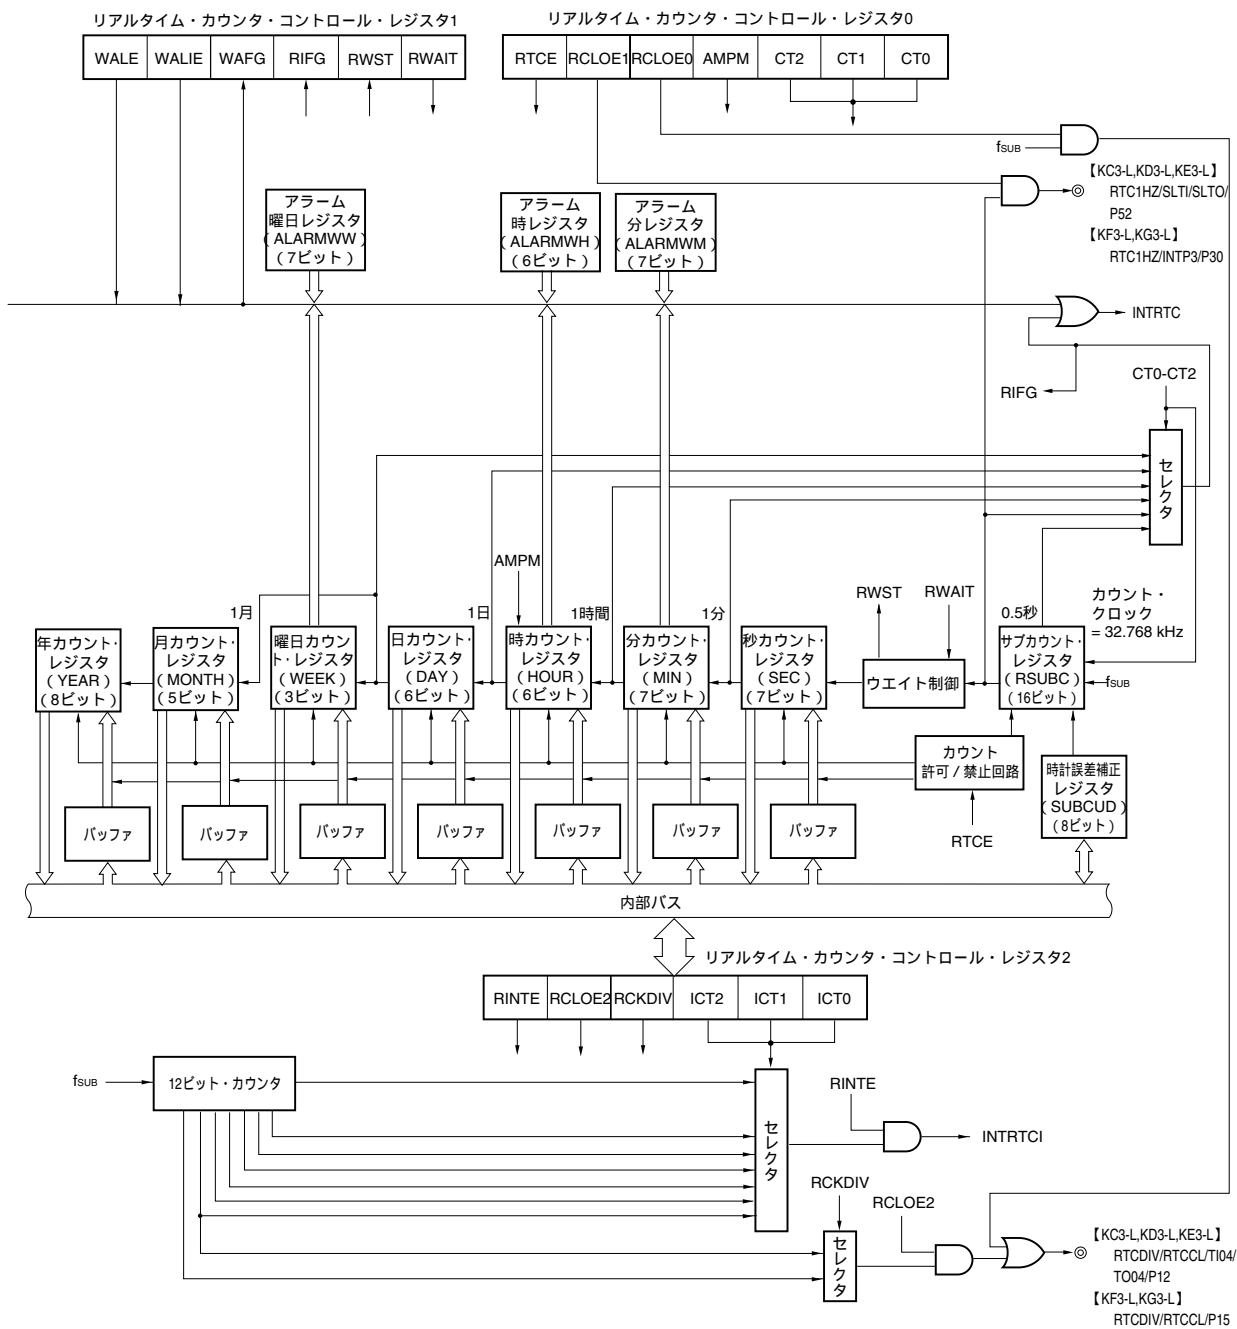 リアルタイム・カウンタ・コントロール・レジスタ1
リアルタイム・カウンタ・コントロール・レジスタ0
WALE WALIE WAFG RIFG RWST RWAIT
RTCE RCLOE1 RCLOE0 AMPM CT2 CT1 CT0
fSUB
【KC3-L,KD3-L,KE3-L】
RTC1HZ/SLTI/SLTO/
P52
【KF3-L,KG3-L】
RTC1HZ/INTP3/P30
アラーム
曜日レジスタ
(ALARMWW)
(7ビット)
アラーム
時レジスタ
(ALARMWH)
(6ビット)
アラーム
分レジスタ
(ALARMWM)
(7ビット)
INTRTC
RIFG
CT0-CT2
セレクタ
AMPM
RWST
RWAIT
カウント・
クロック
= 32.768 kHz
1月
1日
1時間
1分
0.5秒
年カウント・
レジスタ
(YEAR)
(8ビット)
月カウント・
レジスタ
(MONTH)
(5ビット)
曜日カウン
ト・レジスタ
(WEEK)
(3ビット)
日カウント・
レジスタ
(DAY)
(6ビット)
時カウント・
レジスタ
(HOUR)
(6ビット)
分カウント・
レジスタ
(MIN)
(7ビット)
秒カウント・
レジスタ
(SEC)
(7ビット)
ウエイト制御
サブカウント・
レジスタ
(RSUBC)
(16ビット)
fSUB
カウント
許可/禁止回路
RTCE
時計誤差補正
レジスタ
(SUBCUD)
(8ビット)
バッファ
バッファ
バッファ
バッファ
バッファ
バッファ
バッファ
内部バス
リアルタイム・カウンタ・コントロール・レジスタ2
RINTE RCLOE2 RCKDIV ICT2 ICT1 ICT0
fSUB
12ビット・カウンタ
セレクタ
RINTE
INTRTCI
RCKDIV
セレクタ
RCLOE2
【KC3-L,KD3-L,KE3-L】
RTCDIV/RTCCL/TI04/
TO04/P12
【KF3-L,KG3-L】
RTCDIV/RTCCL/P15